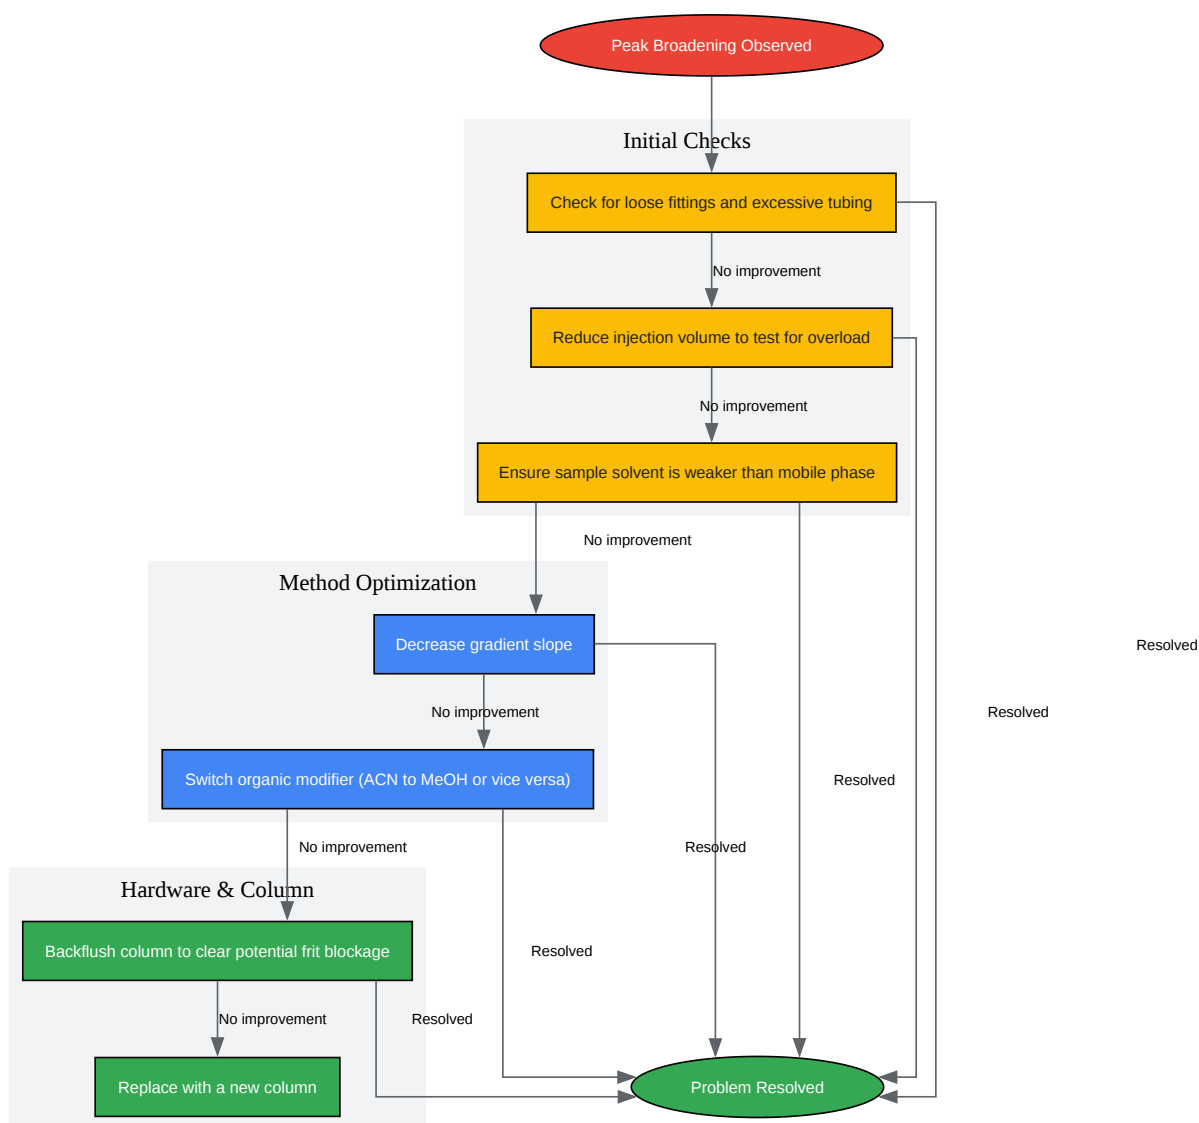 Peak Broadening Observed
Initial Checks
Check for loose fittings and excessive tubing
No improvement
Reduce injection volume to test for overload
No improvement
Ensure sample solvent is weaker than mobile phase
No improvement
Method Optimization
Decrease gradient slope
Resolved
No improvement
Resolved
Switch organic modifier (ACN to MeOH or vice versa)
Resolved
No improvement
Resolved
Hardware & Column
Backflush column to clear potential frit blockage
Resolved
No improvement
Resolved
Replace with a new column
Problem Resolved